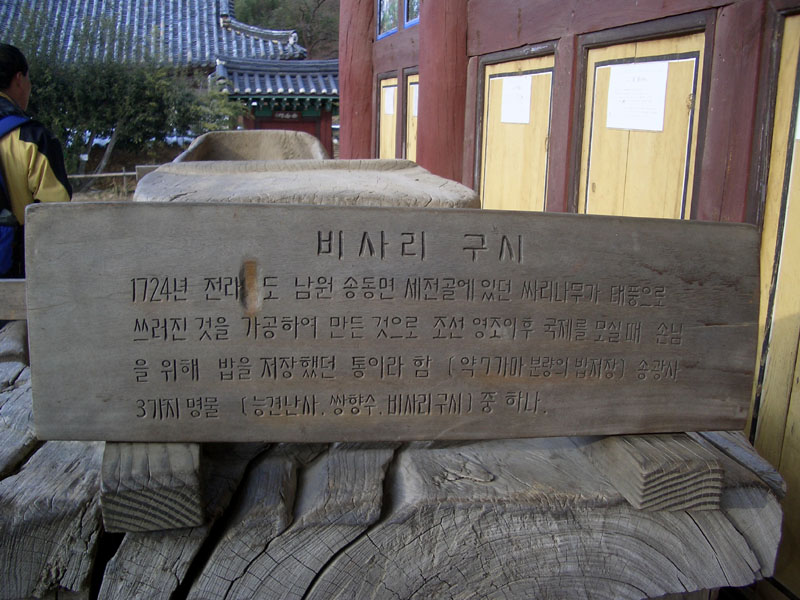 비사리 구시
1724년 전라 도 남원 송동면 세전골에있던 싸리나무가 태풍으로
쓰러진 것을 가공하여 만든 것으로 조선 영조이후 국제를 모실때 손님
을 위해 밥을 저장했던 통이라 함 (약7가마 분량의 밥저장) 송광사
3가지 명물 (능견난사, 쌍향수, 비사리구시) 중 하나.